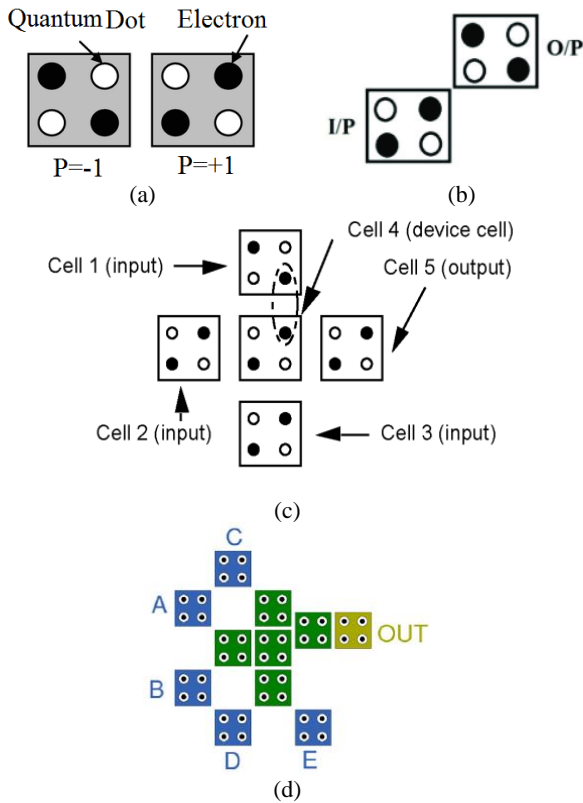 Quantum Dot Electron
P=-1 P=+1
(a)
I/P O/P
(b)
Cell 1 (input)
Cell 4 (device cell)
Cell 5 (output)
Cell 2 (input)
Cell 3 (input)
(c)
C
A
OUT
B
D E
(d)